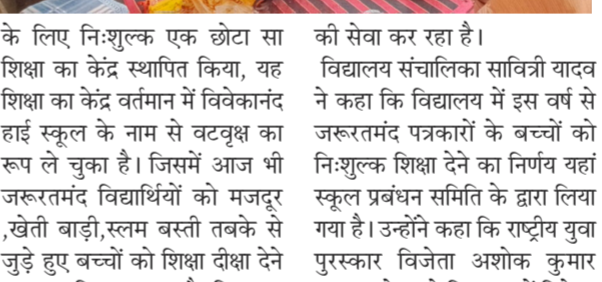 के लिए निःशुल्क एक छोटा सा
शिक्षा का केंद्र स्थापित किया, यह
शिक्षा का केंद्र वर्तमान में विवेकानंद
हाई स्कूल के नाम से वटवृक्ष का
रूप ले चुका है। जिसमें आज भी
जरूरतमंद विद्यार्थियों को मजदूर
,खेती बाड़ी,स्लम बस्ती तबके से
जुड़े हुए बच्चों को शिक्षा दीक्षा देने
की सेवा कर रहा है।
विद्यालय संचालिका सावित्री यादव
ने कहा कि विद्यालय में इस वर्ष से
जरूरतमंद पत्रकारों के बच्चों को
निःशुल्क शिक्षा देने का निर्णय यहां
स्कूल प्रबंधन समिति के द्वारा लिया
गया है। उन्होंने कहा कि राष्ट्रीय युवा
पुरस्कार विजेता अशोक कुमार